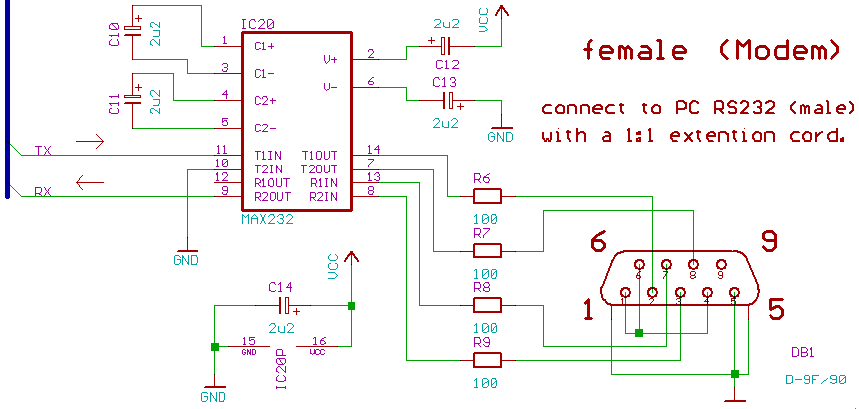 IC20
VCC
C10
2u2
1 C1+
3 C1-
C11
2u2
4 C2+
5 C2-
V+ 2
V- 6
2u2
C12
C13
2u2
GND
female (Modem)
connect to PC RS232 (male)
with a 1:1 extention cord.
TX
RX
11 T1IN T1OUT 14
10 T2IN T2OUT 7
12 R1OUT R1IN 13
9 R2OUT R2IN 8
MAX232
GND
R6
100
R7
100
R8
100
R9
100
VCC
C14
2u2
15 16
GND VCC
IC20P
GND
6 9
6 7 8 9
1 2 3 4 5
1 5
DB1
D-9F/90